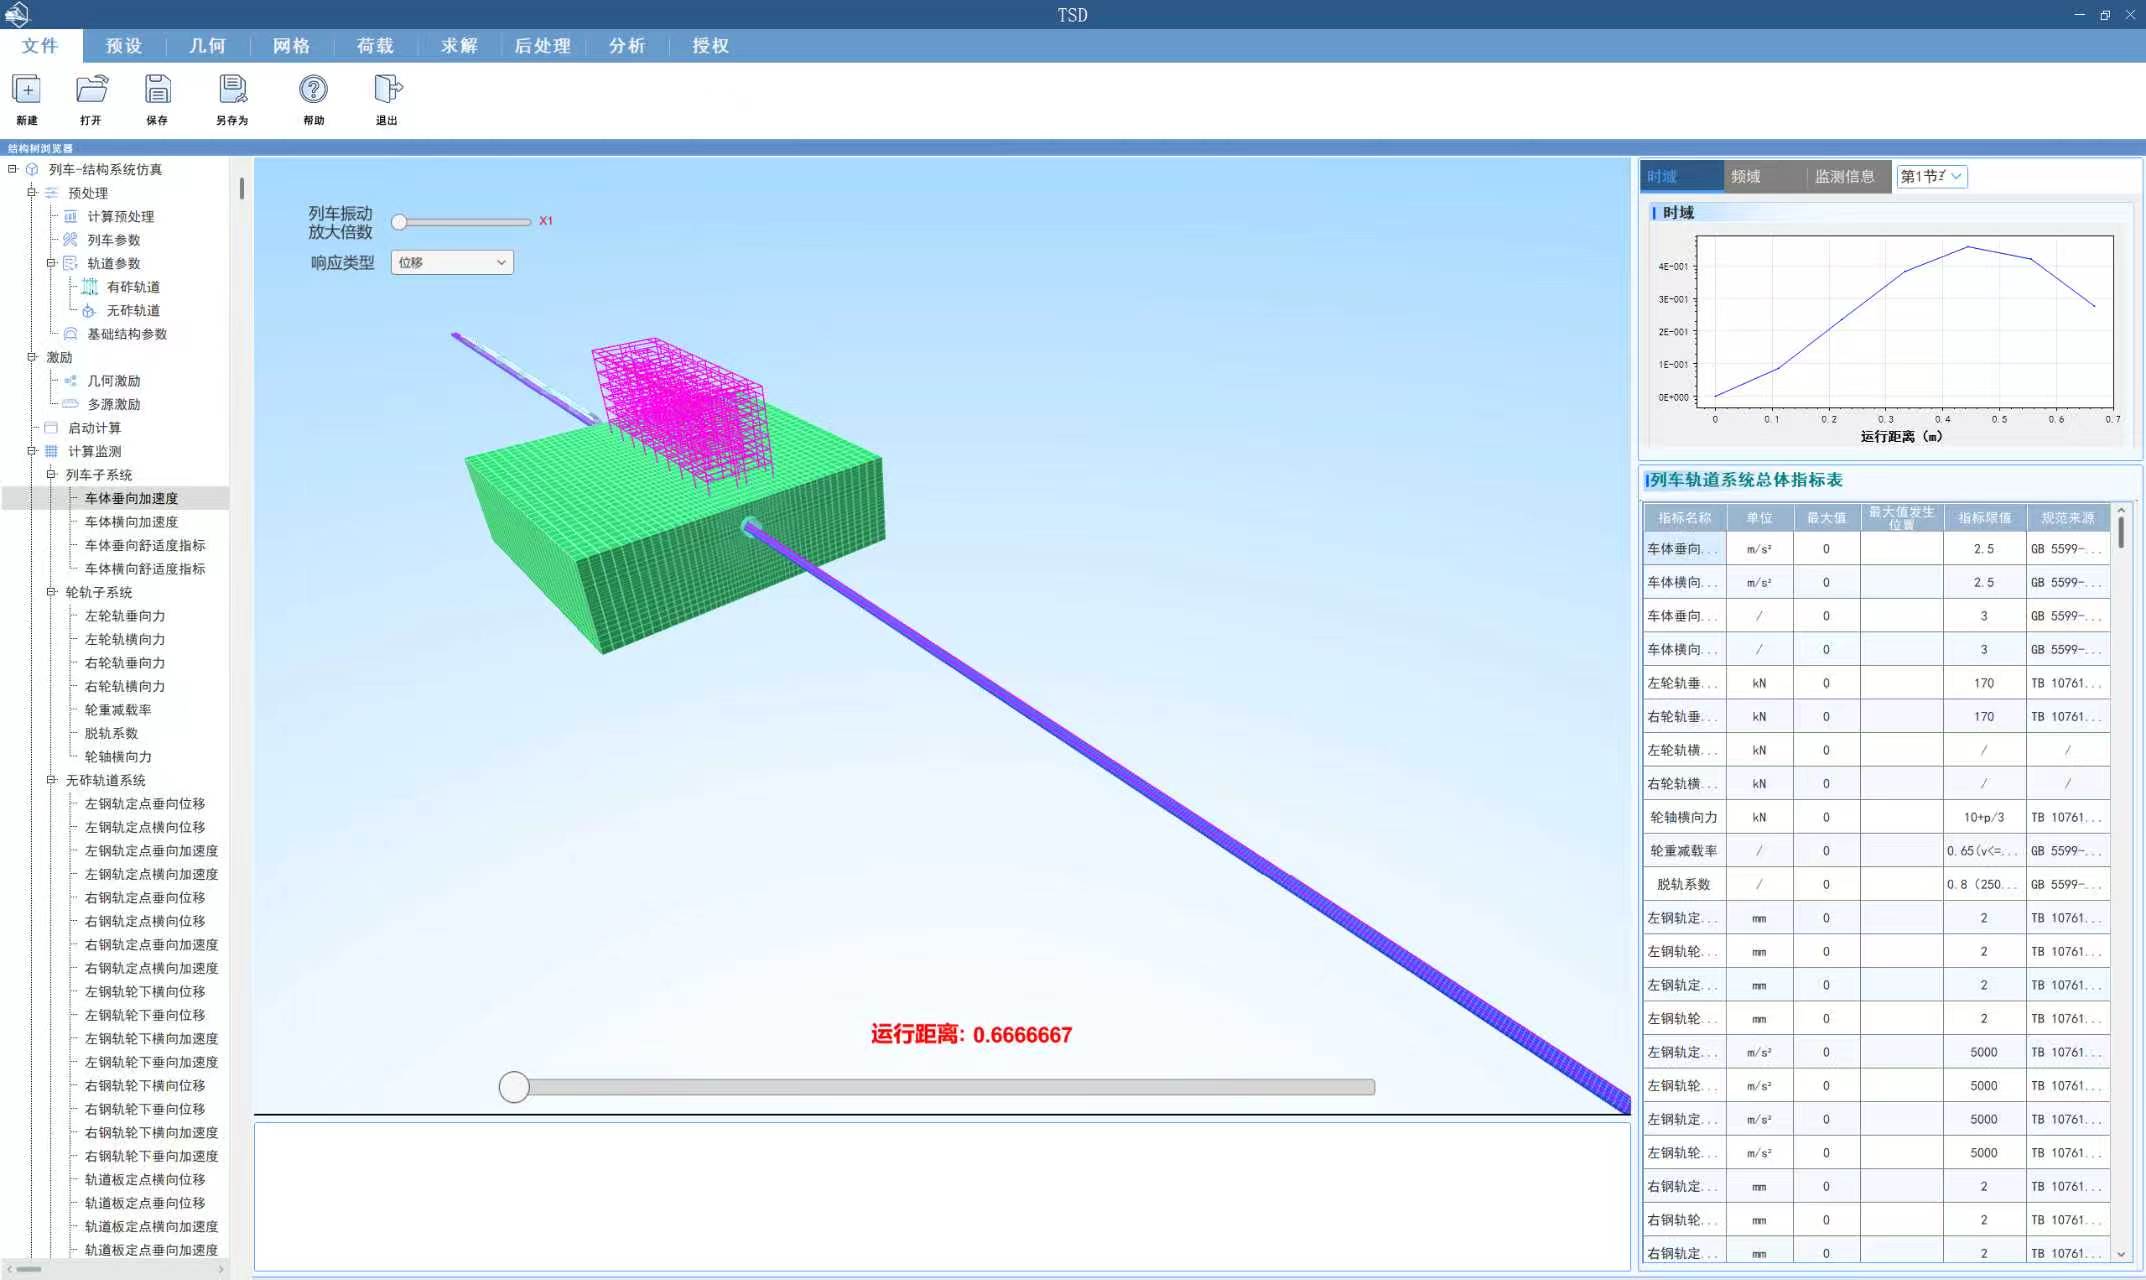 TSD
文件 预设 几何 网格 荷载 求解 后处理 分析 授权
新建 打开 保存 另存为 帮助 退出
结构树浏览器
列车-结构系统仿真
预处理
计算预处理
列车参数
轨道参数
有砟轨道
无砟轨道
基础结构参数
激励
几何激励
多源激励
启动计算
计算监测
列车子系统
车体垂向加速度
车体横向加速度
车体垂向舒适度指标
车体横向舒适度指标
轮轨子系统
左轮轨垂向力
左轮轨横向力
右轮轨垂向力
右轮轨横向力
轮重减载率
脱轨系数
轮轴横向力
无砟轨道系统
左钢轨定点垂向位移
左钢轨定点横向位移
左钢轨定点垂向加速度
左钢轨定点横向加速度
右钢轨定点垂向位移
右钢轨定点横向位移
右钢轨定点垂向加速度
右钢轨定点横向加速度
左钢轨轮下横向位移
左钢轨轮下垂向位移
左钢轨轮下横向加速度
左钢轨轮下垂向加速度
右钢轨轮下横向位移
右钢轨轮下垂向位移
右钢轨轮下横向加速度
右钢轨轮下垂向加速度
轨道板定点横向位移
轨道板定点垂向位移
轨道板定点横向加速度
轨道板定点垂向加速度
列车振动
放大倍数 X1
响应类型 位移
运行距离: 0.6666667
时域 频域 监测信息 第1节
时域
4E-001
3E-001
2E-001
1E-001
0E+000
0 0.1 0.2 0.3 0.4 0.5 0.6 0.7
运行距离（m）
列车轨道系统总体指标表
指标名称 单位 最大值 最大值发生位置 指标限值 规范来源
车体垂向... m/s² 0 2.5 GB 5599-...
车体横向... m/s² 0 2.5 GB 5599-...
车体垂向... / 0 3 GB 5599-...
车体横向... / 0 3 GB 5599-...
左轮轨垂... kN 0 170 TB 10761...
右轮轨垂... kN 0 170 TB 10761...
左轮轨横... kN 0 / /
右轮轨横... kN 0 / /
轮轴横向力 kN 0 10+p/3 TB 10761...
轮重减载率 / 0 0.65(v<=... GB 5599-...
脱轨系数 / 0 0.8（250... GB 5599-...
左钢轨定... mm 0 2 TB 10761...
左钢轨轮... mm 0 2 TB 10761...
左钢轨定... mm 0 2 TB 10761...
左钢轨轮... mm 0 2 TB 10761...
左钢轨定... m/s² 0 5000 TB 10761...
左钢轨轮... m/s² 0 5000 TB 10761...
左钢轨定... m/s² 0 5000 TB 10761...
左钢轨轮... m/s² 0 5000 TB 10761...
右钢轨定... mm 0 2 TB 10761...
右钢轨轮... mm 0 2 TB 10761...
右钢轨定... mm 0 2 TB 10761...